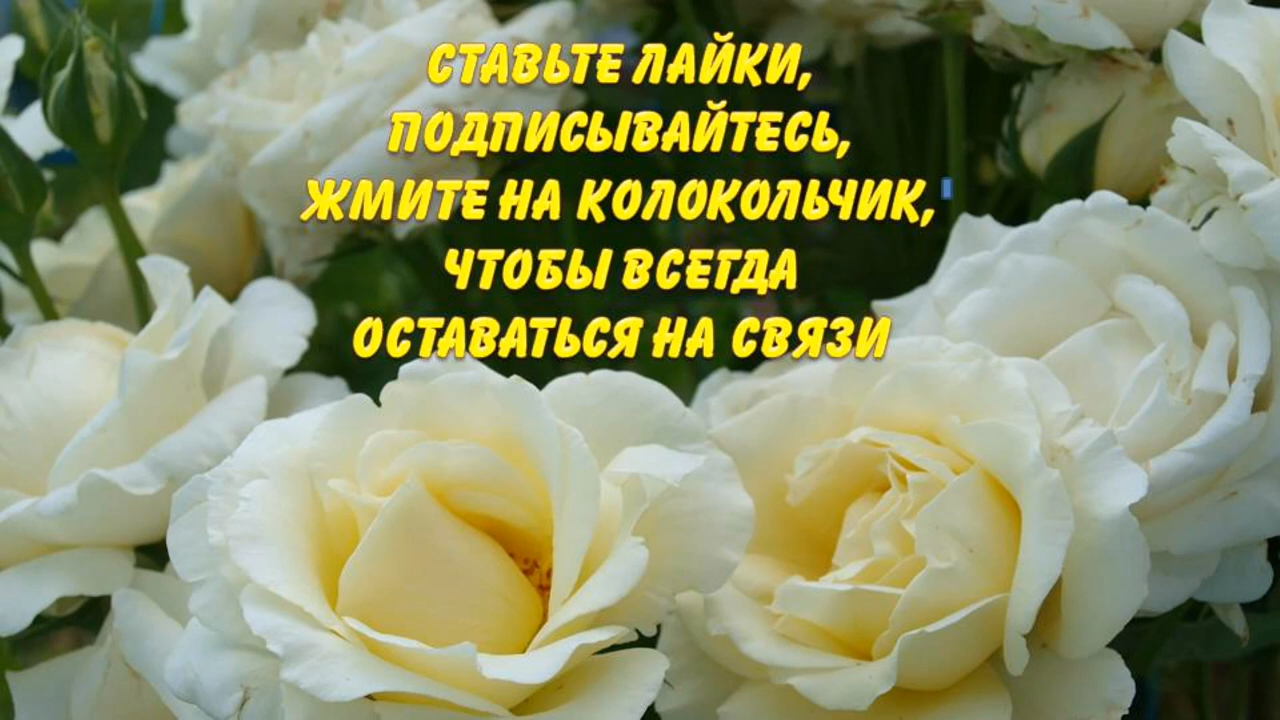 СТАВЬТЕ ЛАЙКИ,
ПОДПИСЫВАЙТЕСЬ,
ЖМИТЕ НА КОЛОКОЛЬЧИК,
ЧТОБЫ ВСЕГДА
ОСТАВАТЬСЯ НА СВЯЗИ